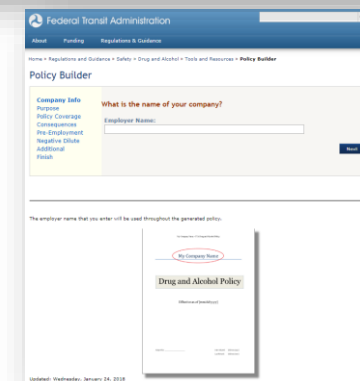 Federal Transit Administration
About Funding Regulations & Guidance
Home > Regulations and Guidance > Safety > Drug and Alcohol > Tools and Resources > Policy Builder
Policy Builder
Company Info
Purpose
Policy Coverage
Consequences
Pre-Employment
Negative Dilute
Additional
Finish
What is the name of your company?
Employer Name:
Next
The employer name that you enter will be used throughout the generated policy.
My Company Name
Drug and Alcohol Policy
Updated: Wednesday, January 24, 2018